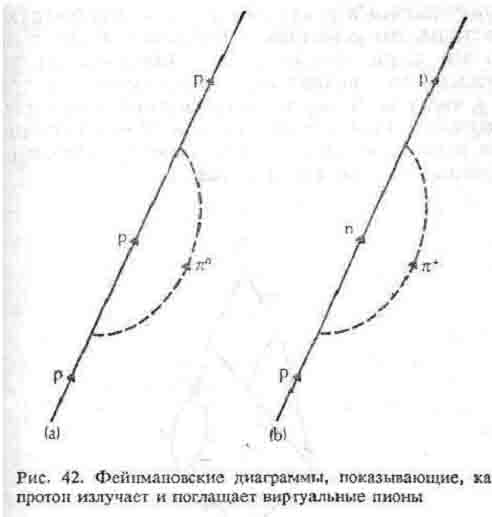 p
p
p
n
p
π⁰
π⁺
p
p
(a)
(b)
Рис. 42. Фейнмановские диаграммы, показывающие, ка
протон излучает и поглащает виртуальные пионы